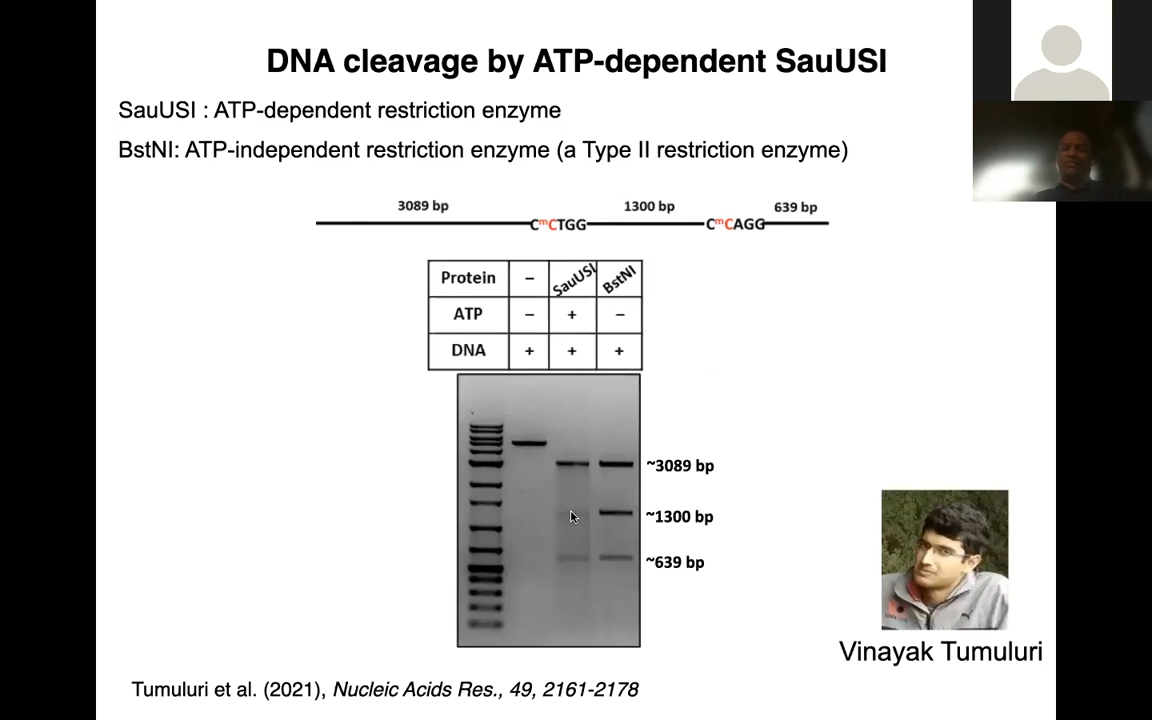 DNA cleavage by ATP-dependent SauUSI
SauUSI : ATP-dependent restriction enzyme
BstNI: ATP-independent restriction enzyme (a Type II restriction enzyme)
3089 bp 1300 bp 639 bp
CmCTGG CmCAGG
Protein – SauUSI BstNI
ATP – + –
DNA + + +
~3089 bp
~1300 bp
~639 bp
Vinayak Tumuluri
Tumuluri et al. (2021), Nucleic Acids Res., 49, 2161-2178